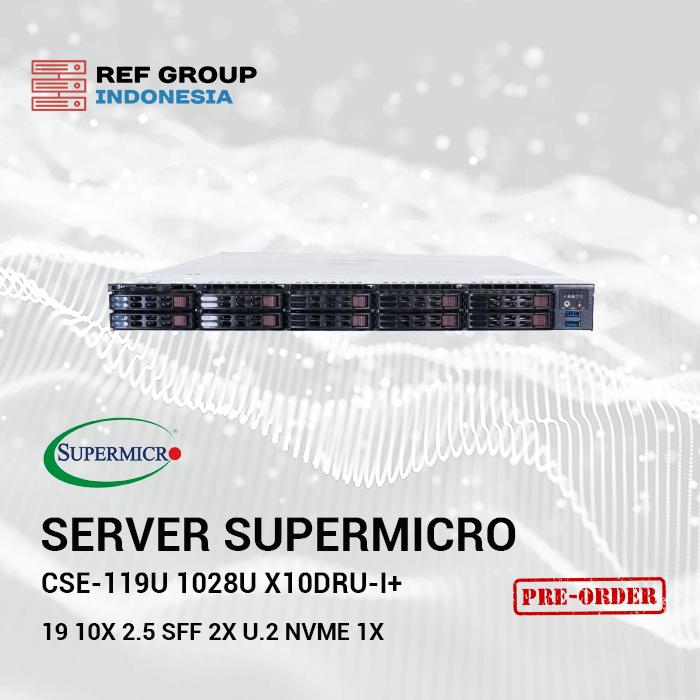 REF GROUP
INDONESIA
SUPERMICRO
®
SERVER SUPERMICRO
CSE-119U 1028U X10DRU-I+
PRE-ORDER
19 10X 2.5 SFF 2X U.2 NVME 1X